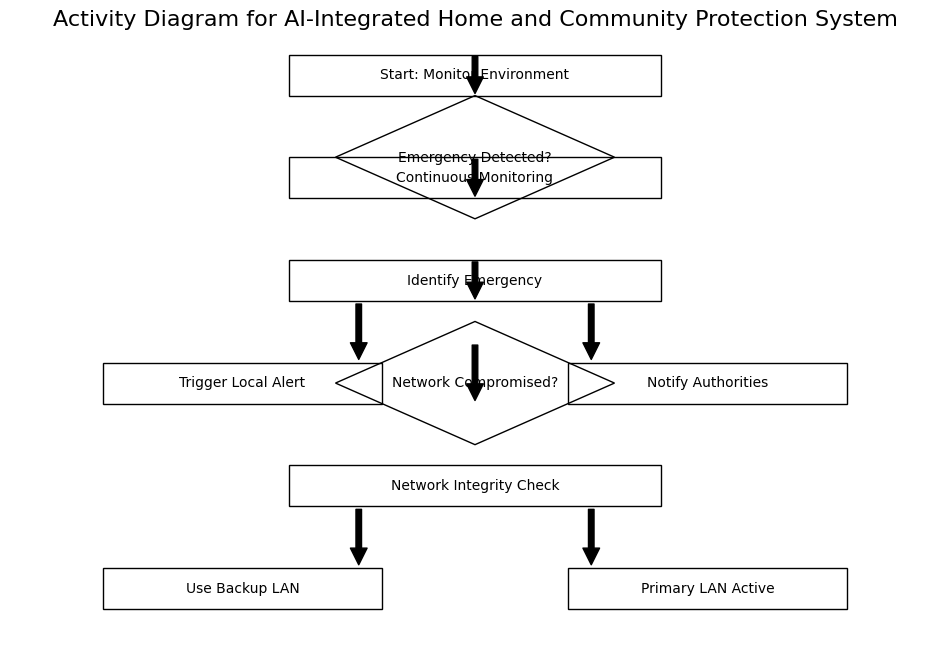 Activity Diagram for AI-Integrated Home and Community Protection System
Start: Monitor Environment
Emergency Detected?
Continuous Monitoring
Identify Emergency
Trigger Local Alert
Network Compromised?
Notify Authorities
Network Integrity Check
Use Backup LAN
Primary LAN Active